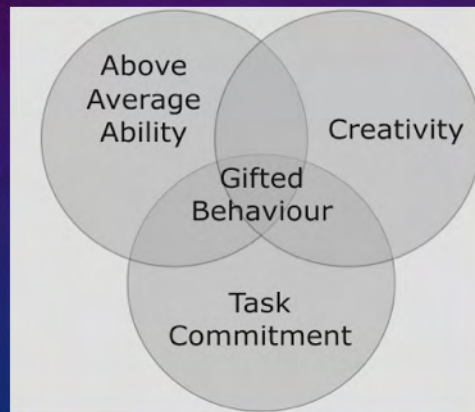 Above
Average
Ability
Creativity
Gifted
Behaviour
Task
Commitment